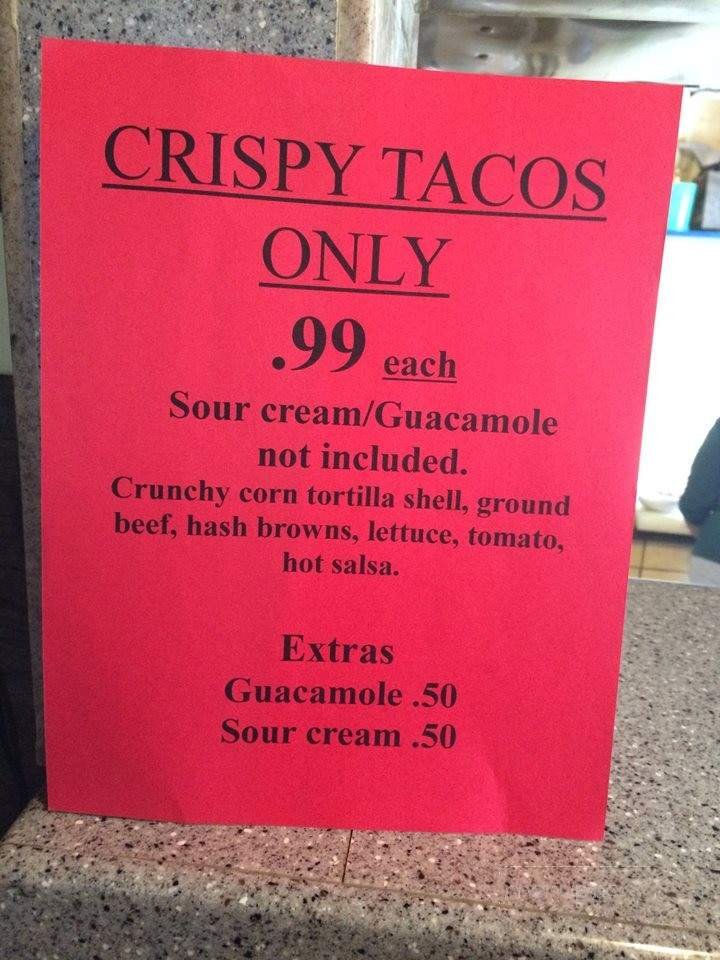 CRISPY TACOS
ONLY
.99 each
Sour cream/Guacamole
not included.
Crunchy corn tortilla shell, ground
beef, hash browns, lettuce, tomato,
hot salsa.
Extras
Guacamole .50
Sour cream .50